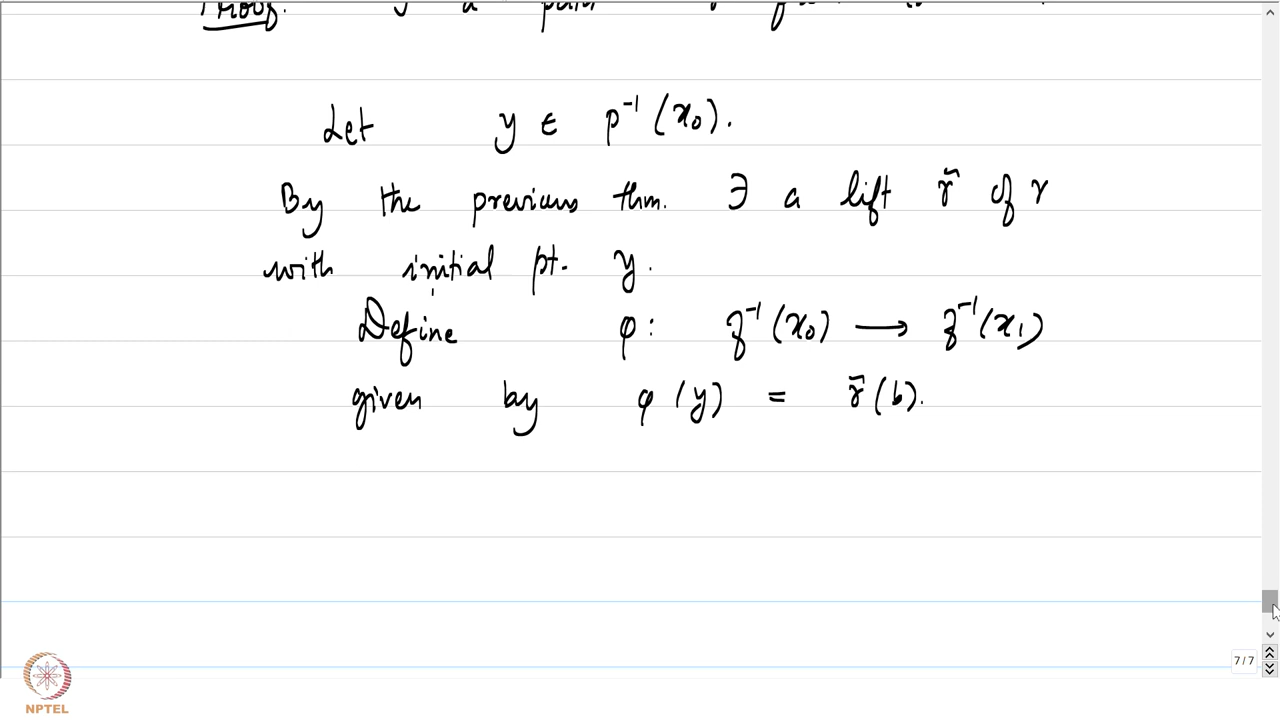 Proof.
Let y ∈ p⁻¹(x₀).
By the previous thm. ∃ a lift γ̃ of γ
with initial pt. y.
Define φ: q⁻¹(x₀) ⟶ q⁻¹(x₁)
given by φ(y) = γ̃(b).
7 / 7
NPTEL